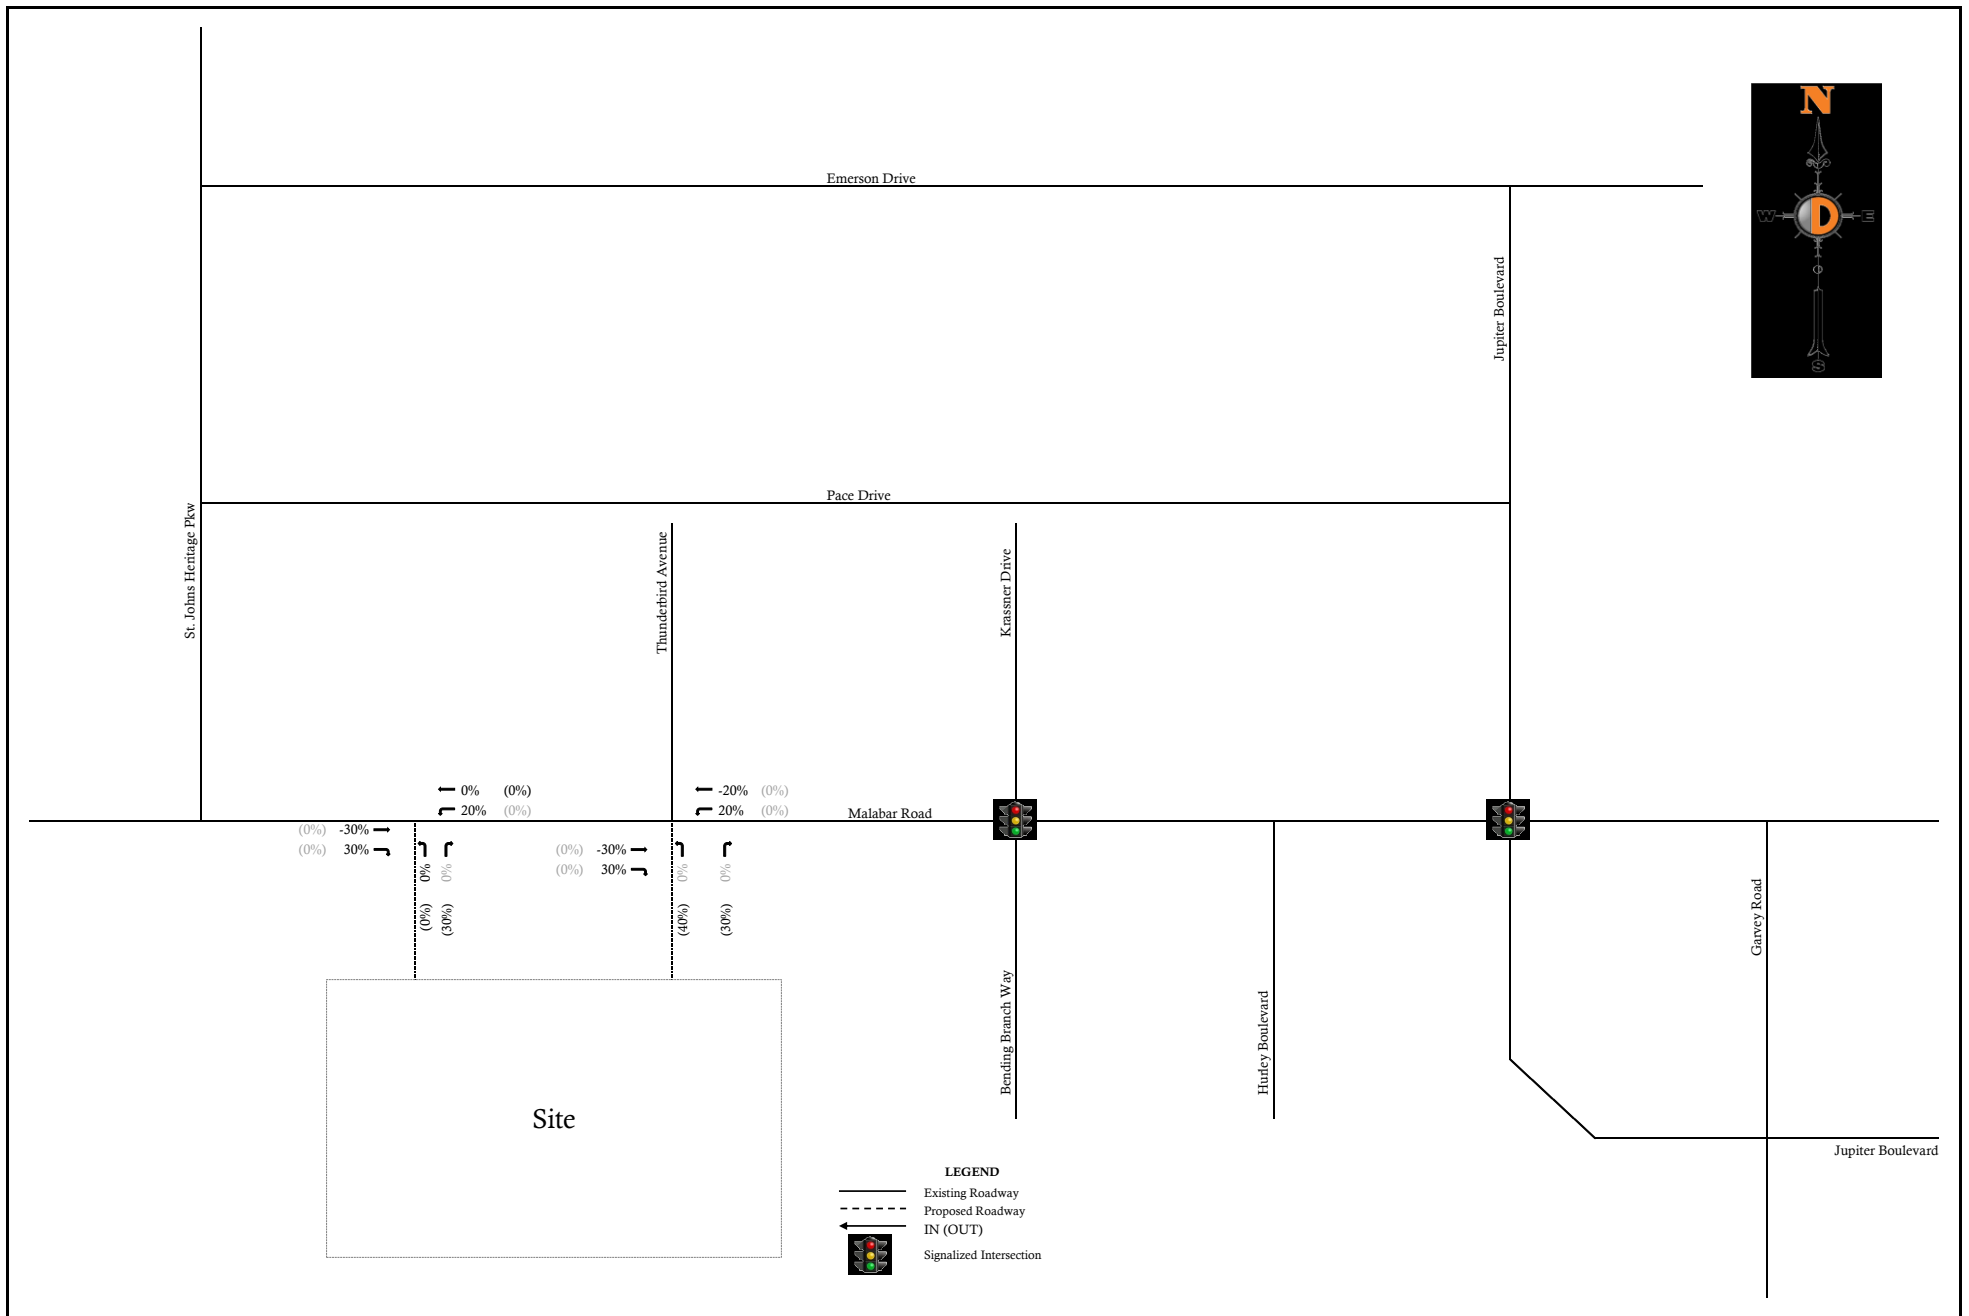 N
W
D
E
S
Emerson Drive
Jupiter Boulevard
Pace Drive
St. Johns Heritage Pkw
Thunderbird Avenue
Krassner Drive
0% (0%)
20% (0%)
-20% (0%)
20% (0%)
Malabar Road
(0%) -30%
(0%) 30%
0% 0%
(0%) (30%)
(0%) -30%
(0%) 30%
0% 0%
(40%) (30%)
Bending Branch Way
Hurley Boulevard
Garvey Road
Site
Jupiter Boulevard
LEGEND
Existing Roadway
Proposed Roadway
IN (OUT)
Signalized Intersection